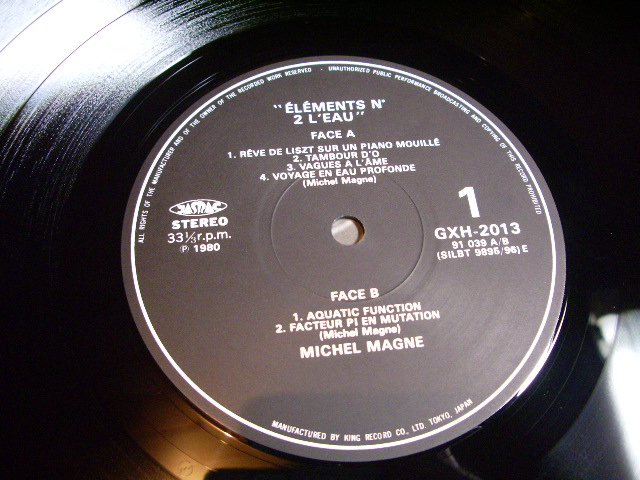 ALL RIGHTS OF THE MANUFACTURER AND OF THE OWNER OF THE RECORDED WORK RESERVED · UNAUTHORIZED PUBLIC PERFORMANCE BROADCASTING AND COPYING OF THIS RECORD PROHIBITED
"ÉLÉMENTS N°
2 L'EAU"
FACE A
1. RÊVE DE LISZT SUR UN PIANO MOUILLÉ
2. TAMBOUR D'O
3. VAGUES A L'ÂME
4. VOYAGE EN EAU PROFONDE
(Michel Magne)
JASRAC
STEREO
33⅓r.p.m.
Ⓟ 1980
1
GXH-2013
91 039 A/B
(SILBT 9895/96) E
FACE B
1. AQUATIC FUNCTION
2. FACTEUR PI EN MUTATION
(Michel Magne)
MICHEL MAGNE
MANUFACTURED BY KING RECORD CO., LTD. TOKYO, JAPAN